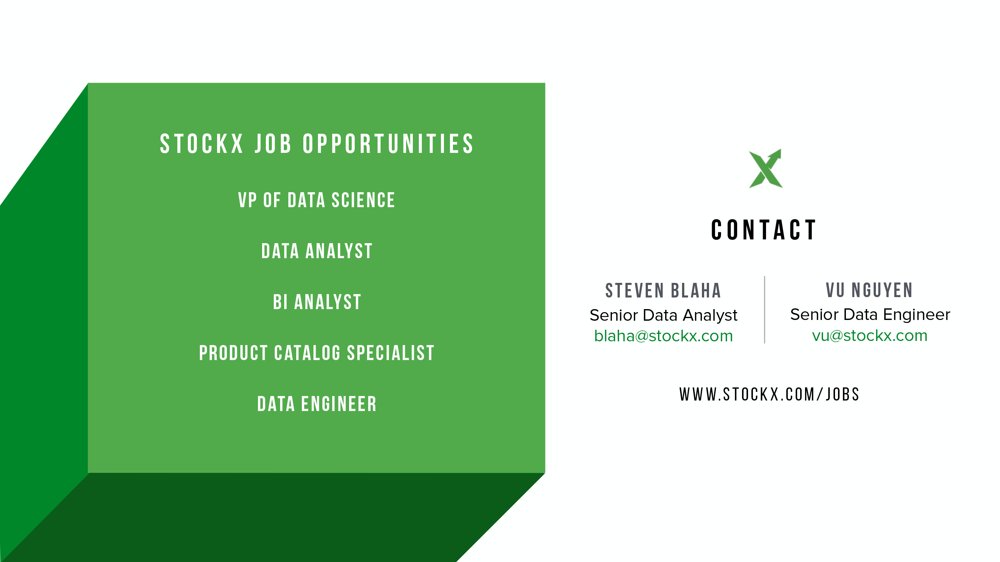 STOCKX JOB OPPORTUNITIES
VP OF DATA SCIENCE
DATA ANALYST
BI ANALYST
PRODUCT CATALOG SPECIALIST
DATA ENGINEER
CONTACT
STEVEN BLAHA
Senior Data Analyst
blaha@stockx.com
VU NGUYEN
Senior Data Engineer
vu@stockx.com
WWW.STOCKX.COM/JOBS